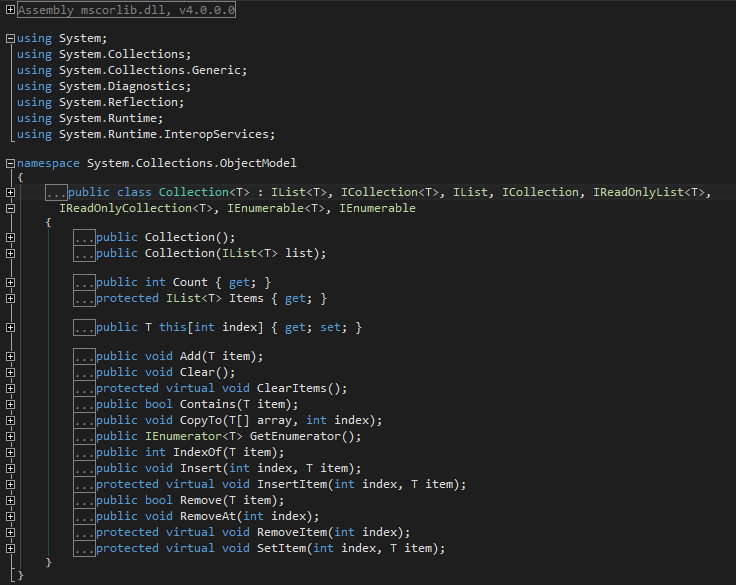 Assembly mscorlib.dll, v4.0.0.0
using System;
using System.Collections;
using System.Collections.Generic;
using System.Diagnostics;
using System.Reflection;
using System.Runtime;
using System.Runtime.InteropServices;
namespace System.Collections.ObjectModel
{
...public class Collection<T> : IList<T>, ICollection<T>, IList, ICollection, IReadOnlyList<T>,
IReadOnlyCollection<T>, IEnumerable<T>, IEnumerable
{
...public Collection();
...public Collection(IList<T> list);
...public int Count { get; }
...protected IList<T> Items { get; }
...public T this[int index] { get; set; }
...public void Add(T item);
...public void Clear();
...protected virtual void ClearItems();
...public bool Contains(T item);
...public void CopyTo(T[] array, int index);
...public IEnumerator<T> GetEnumerator();
...public int IndexOf(T item);
...public void Insert(int index, T item);
...protected virtual void InsertItem(int index, T item);
...public bool Remove(T item);
...public void RemoveAt(int index);
...protected virtual void RemoveItem(int index);
...protected virtual void SetItem(int index, T item);
}
}